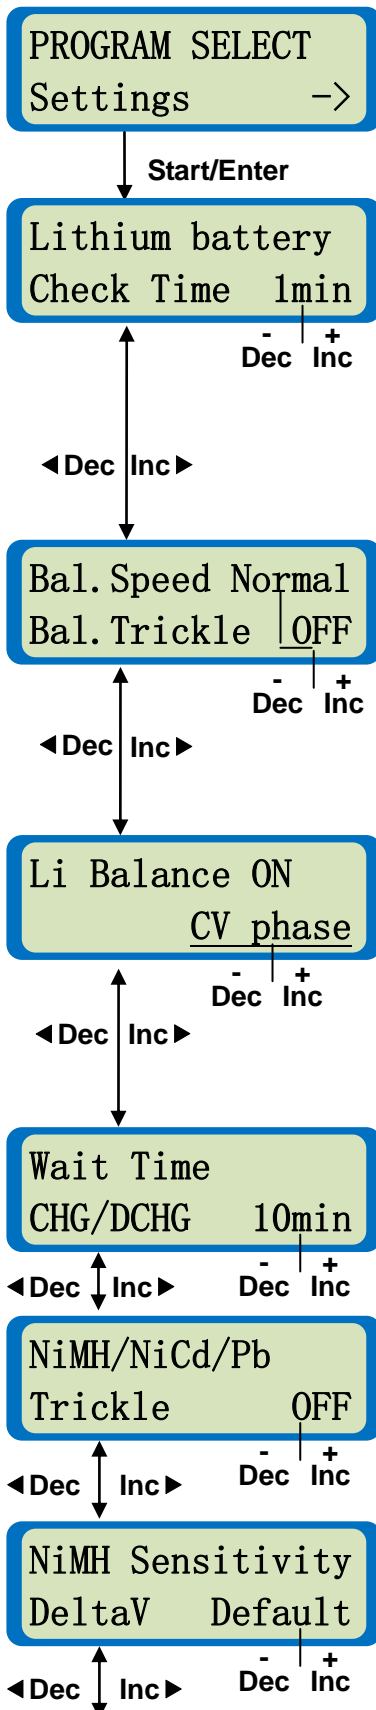 PROGRAM SELECT
Settings ->
Start/Enter
Lithium battery
Check Time 1min
- +
Dec Inc
◄Dec Inc►
Bal.Speed Normal
Bal.Trickle OFF
- +
Dec Inc
◄Dec Inc►
Li Balance ON
CV phase
- +
Dec Inc
◄Dec Inc►
Wait Time
CHG/DCHG 10min
- +
Dec Inc
◄Dec Inc►
NiMH/NiCd/Pb
Trickle OFF
- +
Dec Inc
◄Dec Inc►
NiMH Sensitivity
DeltaV Default
- +
Dec Inc
◄Dec Inc►